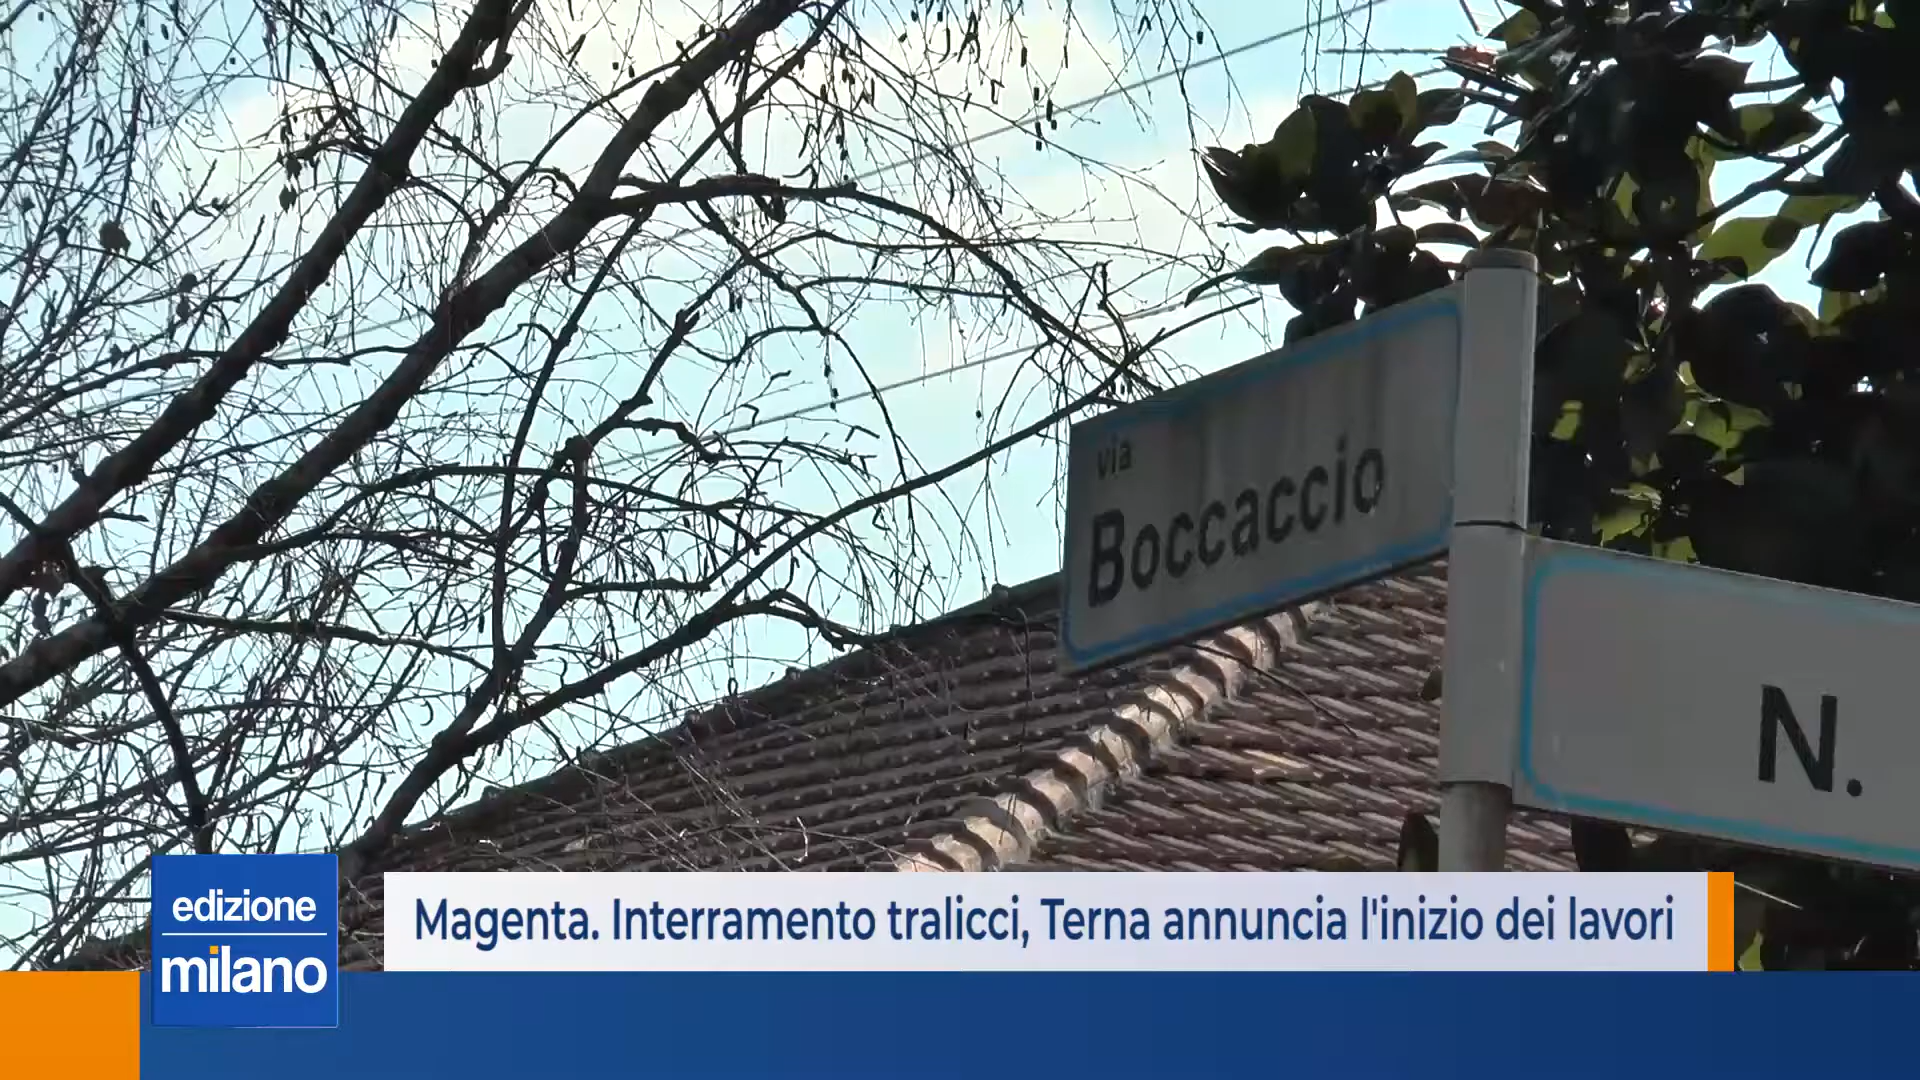 via
Boccaccio
N.
edizione
milano
Magenta. Interramento tralicci, Terna annuncia l'inizio dei lavori